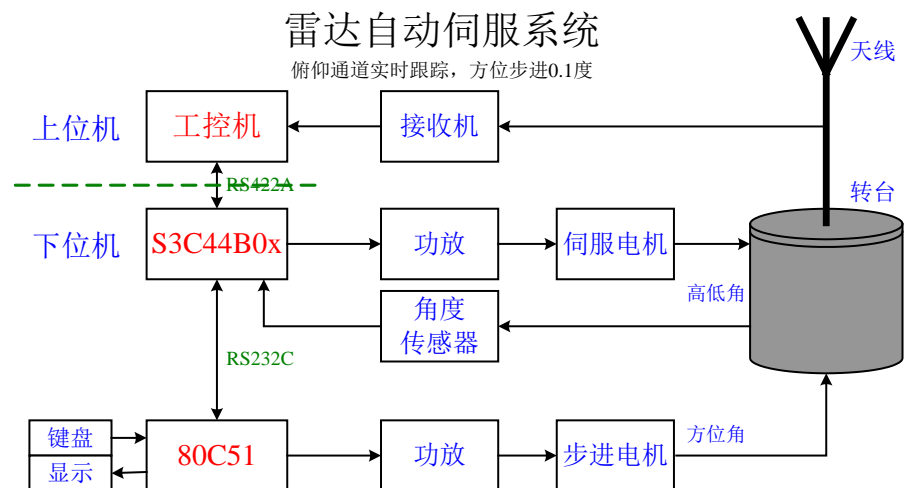 雷达自动伺服系统
俯仰通道实时跟踪，方位步进0.1度
天线
上位机
工控机
接收机
RS422A
转台
下位机
S3C44B0x
功放
伺服电机
高低角
角度
传感器
RS232C
键盘
显示
80C51
功放
步进电机
方位角